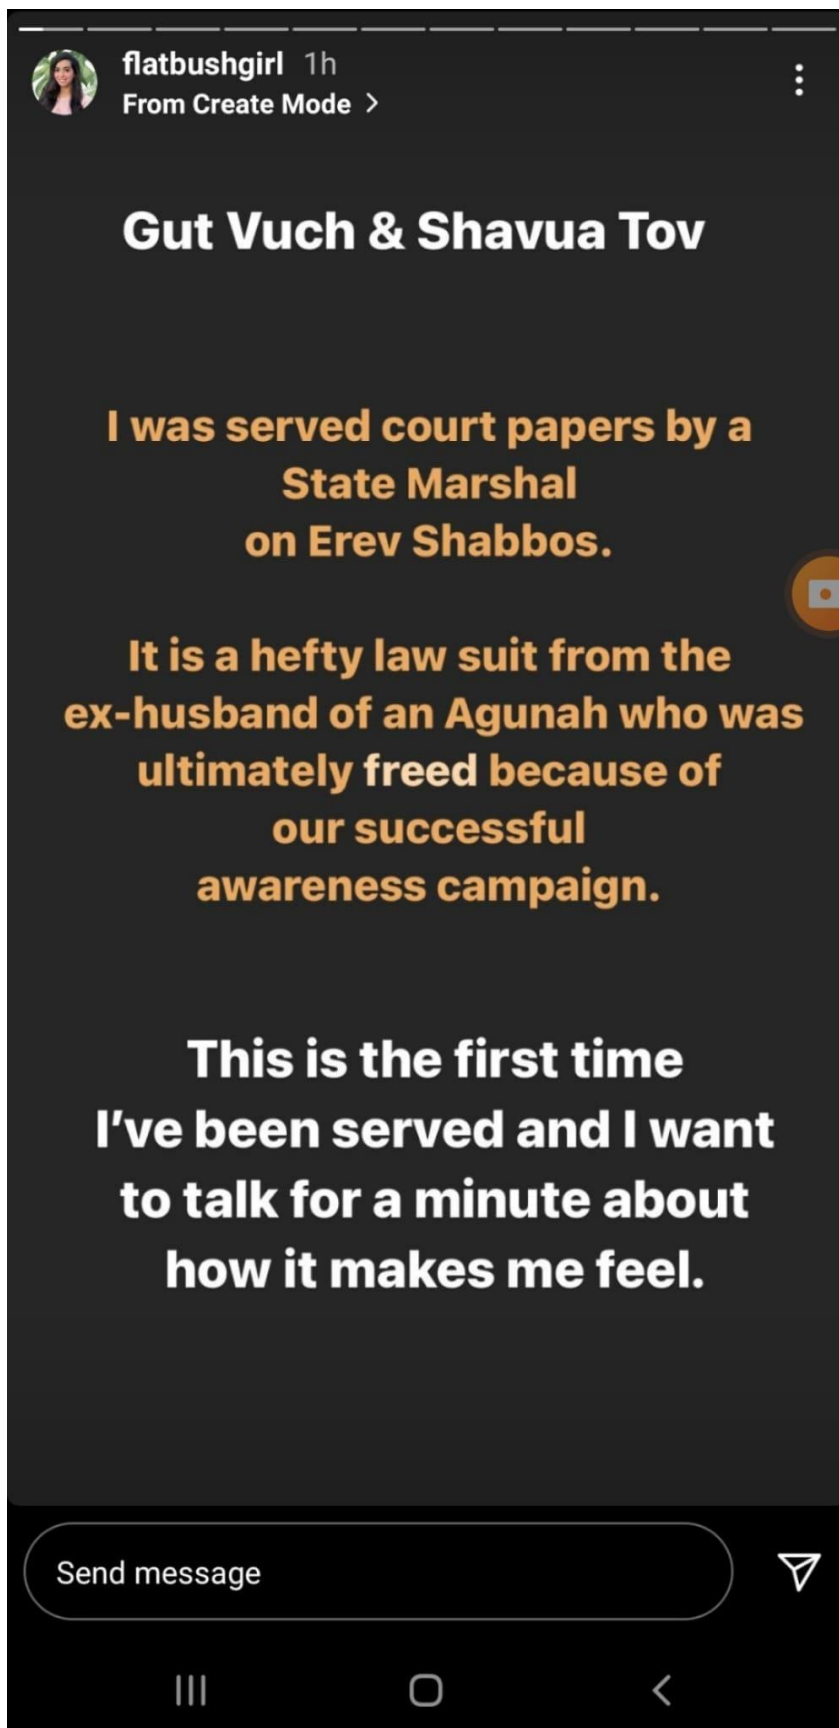 flatbushgirl 1h
From Create Mode >
Gut Vuch & Shavua Tov
I was served court papers by a
State Marshal
on Erev Shabbos.
It is a hefty law suit from the
ex-husband of an Agunah who was
ultimately freed because of
our successful
awareness campaign.
This is the first time
I've been served and I want
to talk for a minute about
how it makes me feel.
Send message